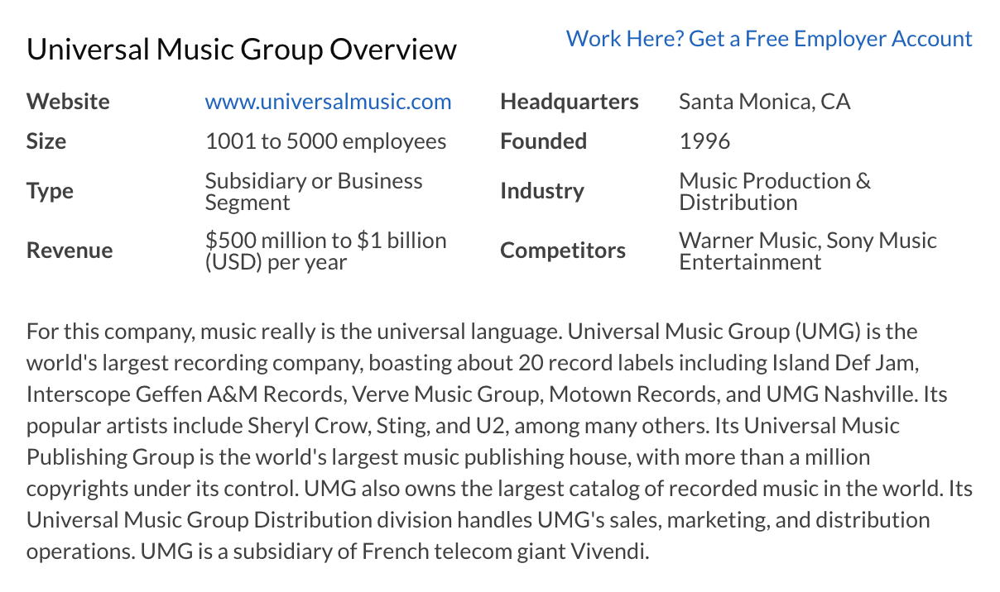 Universal Music Group Overview
Work Here? Get a Free Employer Account
Website www.universalmusic.com Headquarters Santa Monica, CA
Size 1001 to 5000 employees Founded 1996
Type Subsidiary or Business Segment Industry Music Production & Distribution
Revenue $500 million to $1 billion (USD) per year Competitors Warner Music, Sony Music Entertainment
For this company, music really is the universal language. Universal Music Group (UMG) is the
world's largest recording company, boasting about 20 record labels including Island Def Jam,
Interscope Geffen A&M Records, Verve Music Group, Motown Records, and UMG Nashville. Its
popular artists include Sheryl Crow, Sting, and U2, among many others. Its Universal Music
Publishing Group is the world's largest music publishing house, with more than a million
copyrights under its control. UMG also owns the largest catalog of recorded music in the world. Its
Universal Music Group Distribution division handles UMG's sales, marketing, and distribution
operations. UMG is a subsidiary of French telecom giant Vivendi.